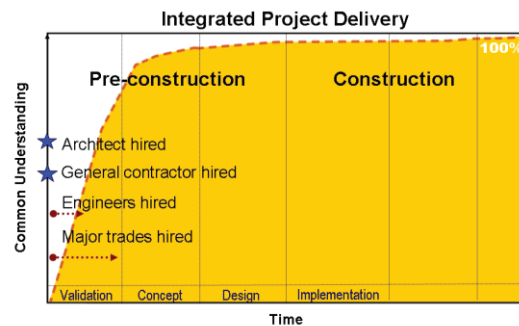 Integrated Project Delivery
100%
Pre-construction
Construction
Common Understanding
Architect hired
General contractor hired
Engineers hired
Major trades hired
Validation
Concept
Design
Implementation
Time